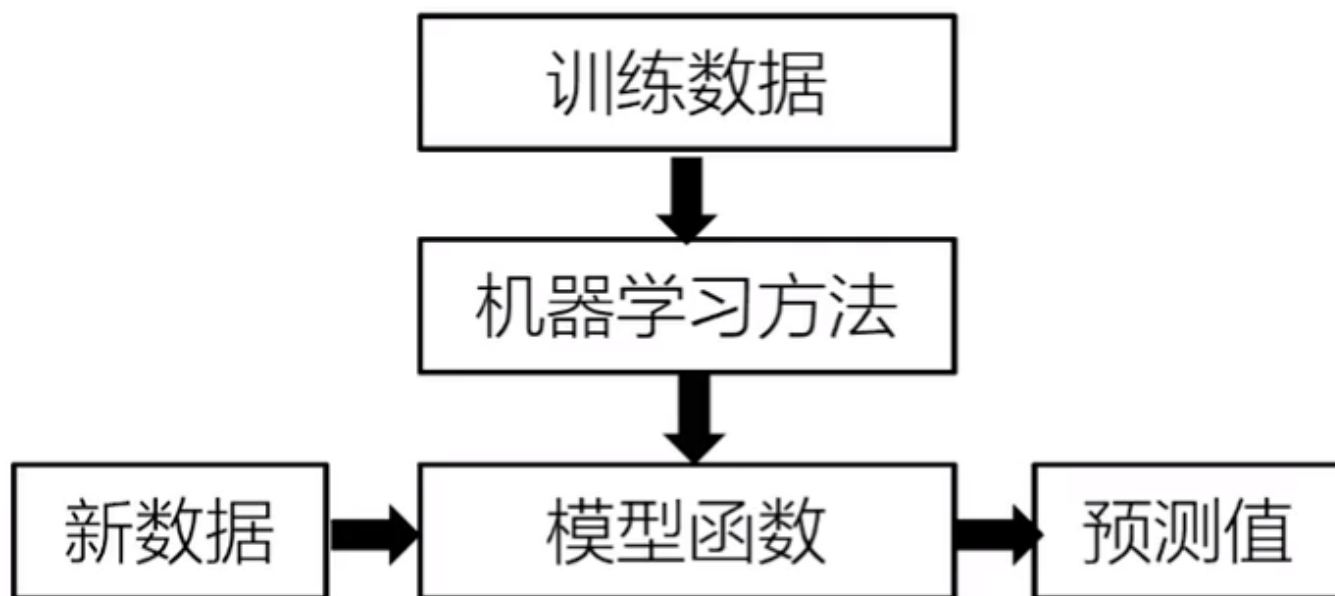 训练数据
机器学习方法
新数据
模型函数
预测值